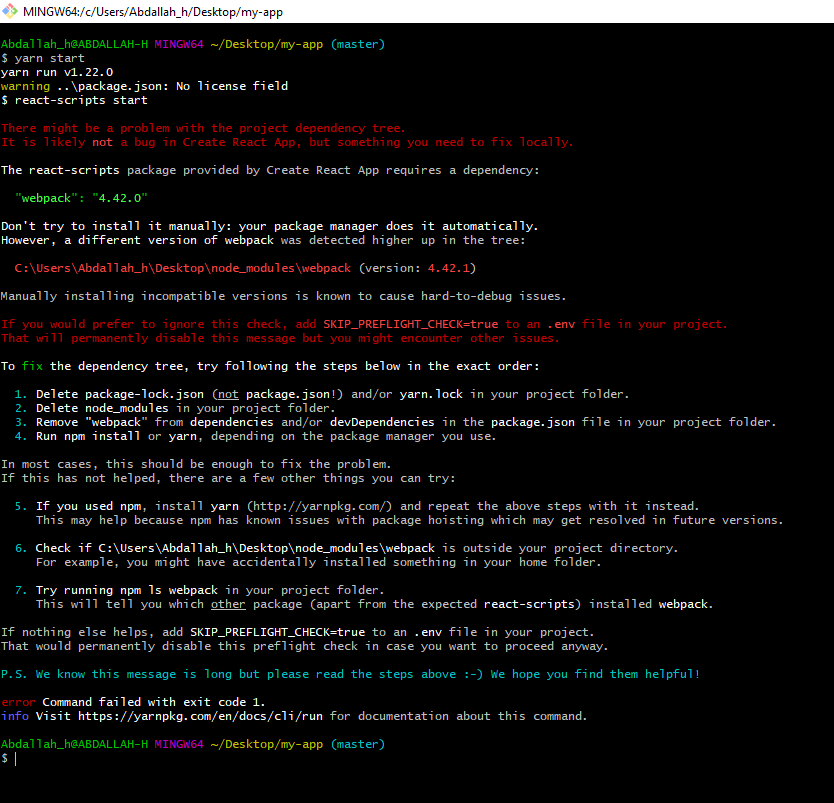 MINGW64:/c/Users/Abdallah_h/Desktop/my-app
Abdallah_h@ABDALLAH-H MINGW64 ~/Desktop/my-app (master)
$ yarn start
yarn run v1.22.0
warning ..\package.json: No license field
$ react-scripts start
There might be a problem with the project dependency tree.
It is likely not a bug in Create React App, but something you need to fix locally.
The react-scripts package provided by Create React App requires a dependency:
"webpack": "4.42.0"
Don't try to install it manually: your package manager does it automatically.
However, a different version of webpack was detected higher up in the tree:
C:\Users\Abdallah_h\Desktop\node_modules\webpack (version: 4.42.1)
Manually installing incompatible versions is known to cause hard-to-debug issues.
If you would prefer to ignore this check, add SKIP_PREFLIGHT_CHECK=true to an .env file in your project.
That will permanently disable this message but you might encounter other issues.
To fix the dependency tree, try following the steps below in the exact order:
1. Delete package-lock.json (not package.json!) and/or yarn.lock in your project folder.
2. Delete node_modules in your project folder.
3. Remove "webpack" from dependencies and/or devDependencies in the package.json file in your project folder.
4. Run npm install or yarn, depending on the package manager you use.
In most cases, this should be enough to fix the problem.
If this has not helped, there are a few other things you can try:
5. If you used npm, install yarn (http://yarnpkg.com/) and repeat the above steps with it instead.
This may help because npm has known issues with package hoisting which may get resolved in future versions.
6. Check if C:\Users\Abdallah_h\Desktop\node_modules\webpack is outside your project directory.
For example, you might have accidentally installed something in your home folder.
7. Try running npm ls webpack in your project folder.
This will tell you which other package (apart from the expected react-scripts) installed webpack.
If nothing else helps, add SKIP_PREFLIGHT_CHECK=true to an .env file in your project.
That would permanently disable this preflight check in case you want to proceed anyway.
P.S. We know this message is long but please read the steps above :-) We hope you find them helpful!
error Command failed with exit code 1.
info Visit https://yarnpkg.com/en/docs/cli/run for documentation about this command.
Abdallah_h@ABDALLAH-H MINGW64 ~/Desktop/my-app (master)
$